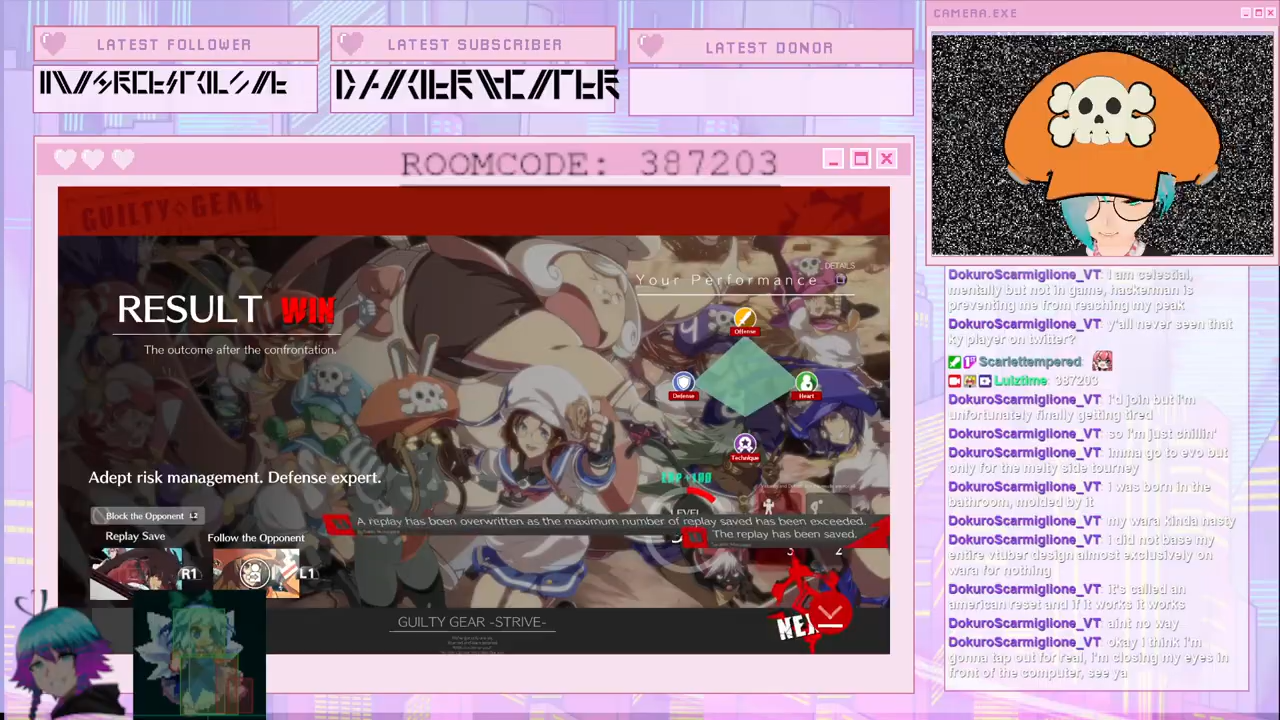 CAMERA.EXE
LATEST FOLLOWER
LATEST SUBSCRIBER
LATEST DONOR
ROOMCODE: 387203
GUILTY GEAR
RESULT WIN
The outcome after the confrontation.
DETAILS
Your Performance
Offense
Defense
Heart
Technique
Adept risk management. Defense expert.
Block the Opponent L2
Replay Save
R1
Follow the Opponent
L1
LEVEL
A replay has been overwritten as the maximum number of replay saved has been exceeded.
The replay has been saved.
NEXT
GUILTY GEAR -STRIVE-
DokuroScarmiglione_VT: I am celestial,
mentally but not in game, hackerman is
preventing me from reaching my peak
DokuroScarmiglione_VT: y'all never seen that
ky player on twitter?
Scarlettempered:
Luiztime: 387203
DokuroScarmiglione_VT: i'd join but i'm
unfortunately finally getting tired
DokuroScarmiglione_VT: so i'm just chillin'
DokuroScarmiglione_VT: imma go to evo but
only for the melty side tourney
DokuroScarmiglione_VT: i was born in the
bathroom, molded by it
DokuroScarmiglione_VT: my wara kinda nasty
DokuroScarmiglione_VT: i did not base my
entire vtuber design almost exclusively on
wara for nothing
DokuroScarmiglione_VT: it's called an
american reset and if it works it works
DokuroScarmiglione_VT: aint no way
DokuroScarmiglione_VT: okay i think i'm
gonna tap out for real, i'm closing my eyes in
front of the computer, see ya